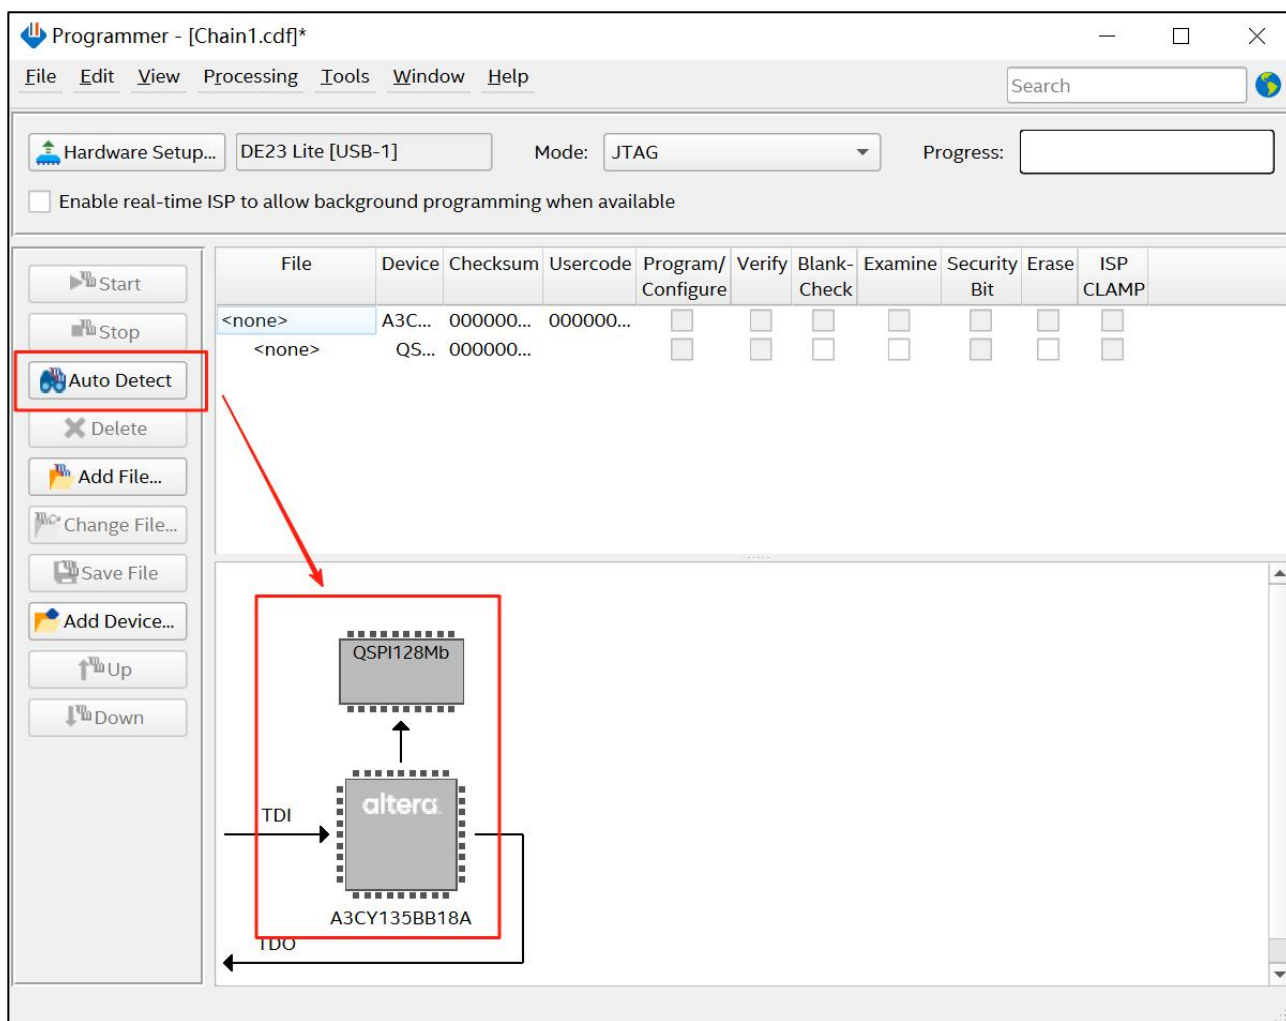 Programmer - [Chain1.cdf]*
File Edit View Processing Tools Window Help
Search
Hardware Setup... DE23 Lite [USB-1] Mode: JTAG Progress:
Enable real-time ISP to allow background programming when available
Start
Stop
Auto Detect
Delete
Add File...
Change File...
Save File
Add Device...
Up
Down
File Device Checksum Usercode Program/ Verify Blank- Examine Security Erase ISP
Configure Check Bit CLAMP
<none> A3C... 000000... 000000...
<none> QS... 000000...
QSPI128Mb
TDI
altera
A3CY135BB18A
TDO